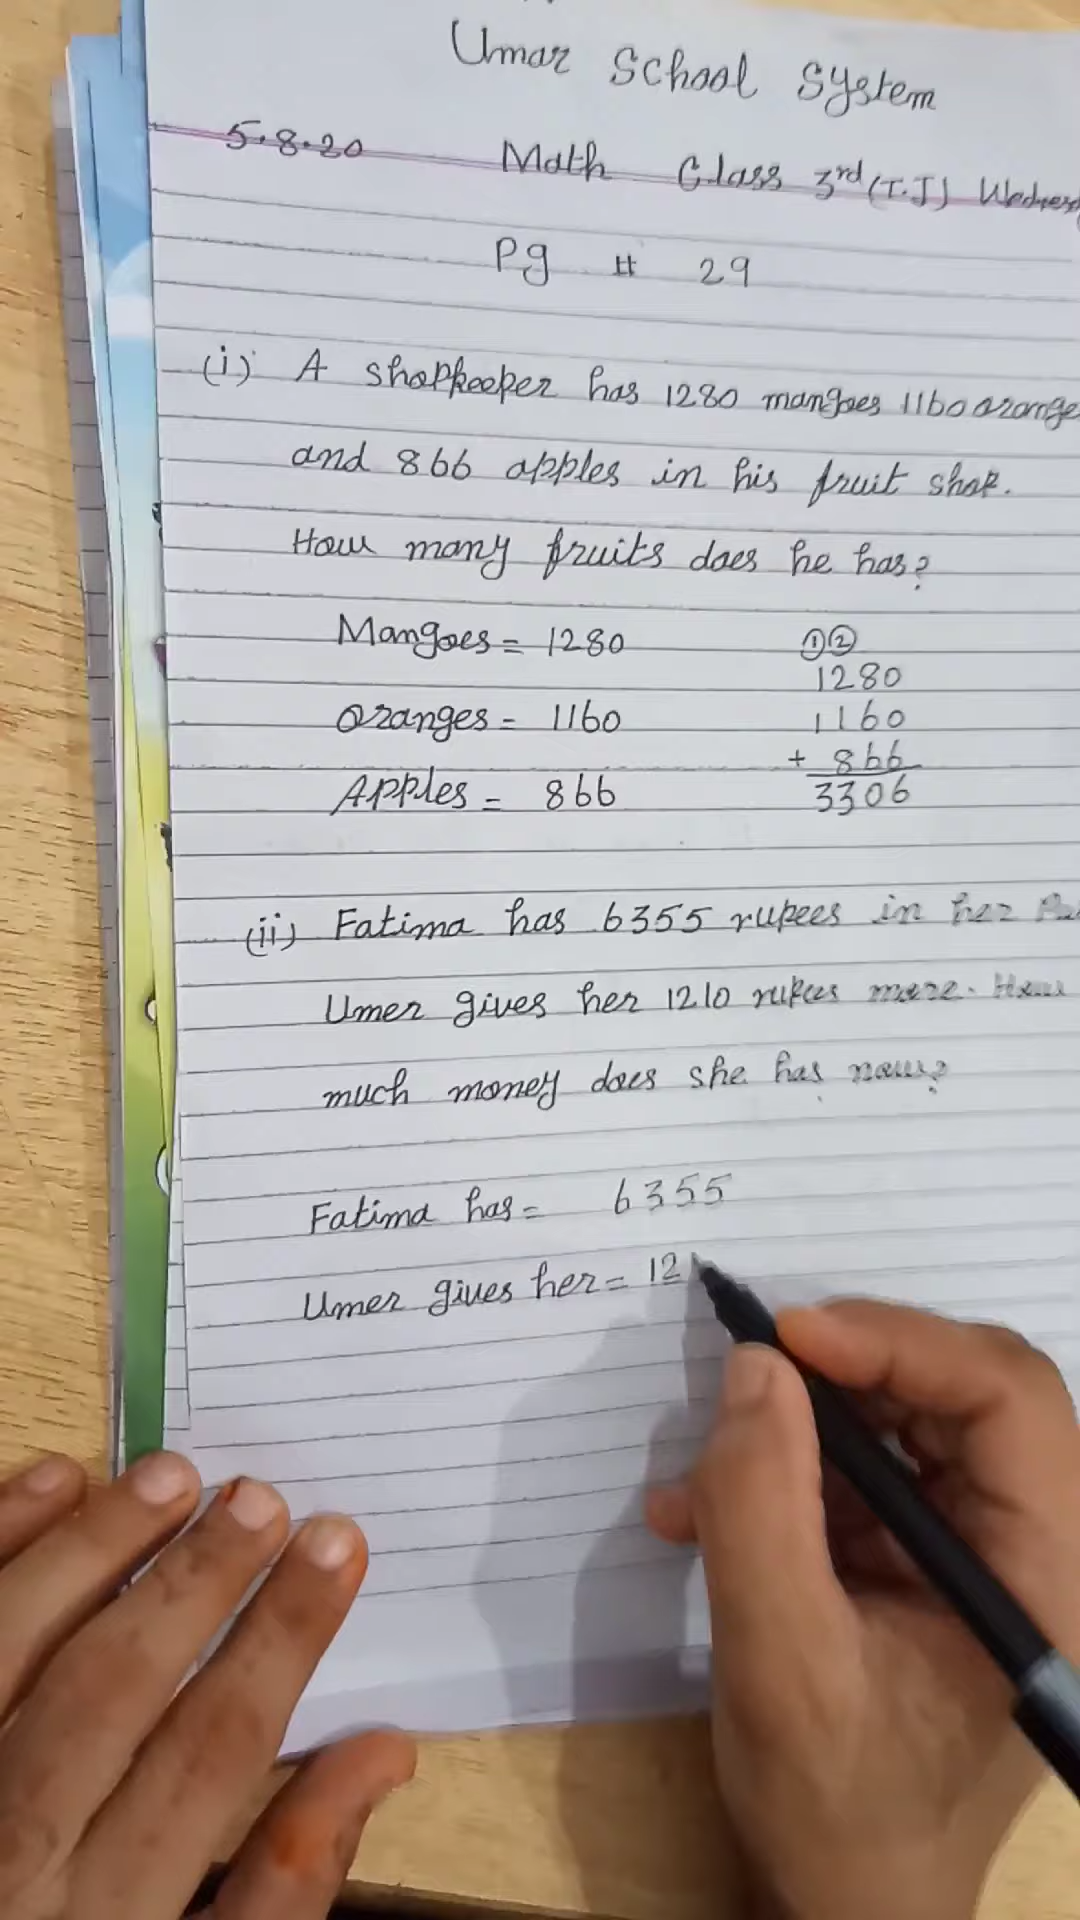 Umar School System
5.8.20 Math Class 3rd (T.J)
Pg # 29
(i) A shopkeeper has 1280 mangoes 1160 orange
and 866 apples in his fruit shop.
How many fruits does he has?
Mangoes = 1280 ①②
1280
Oranges = 1160 1160
+ 866
Apples = 866 3306
(ii) Fatima has 6355 rupees in her
Umer gives her 1210 rupees more. How
much money does she has now?
Fatima has = 6355
Umer gives her = 12